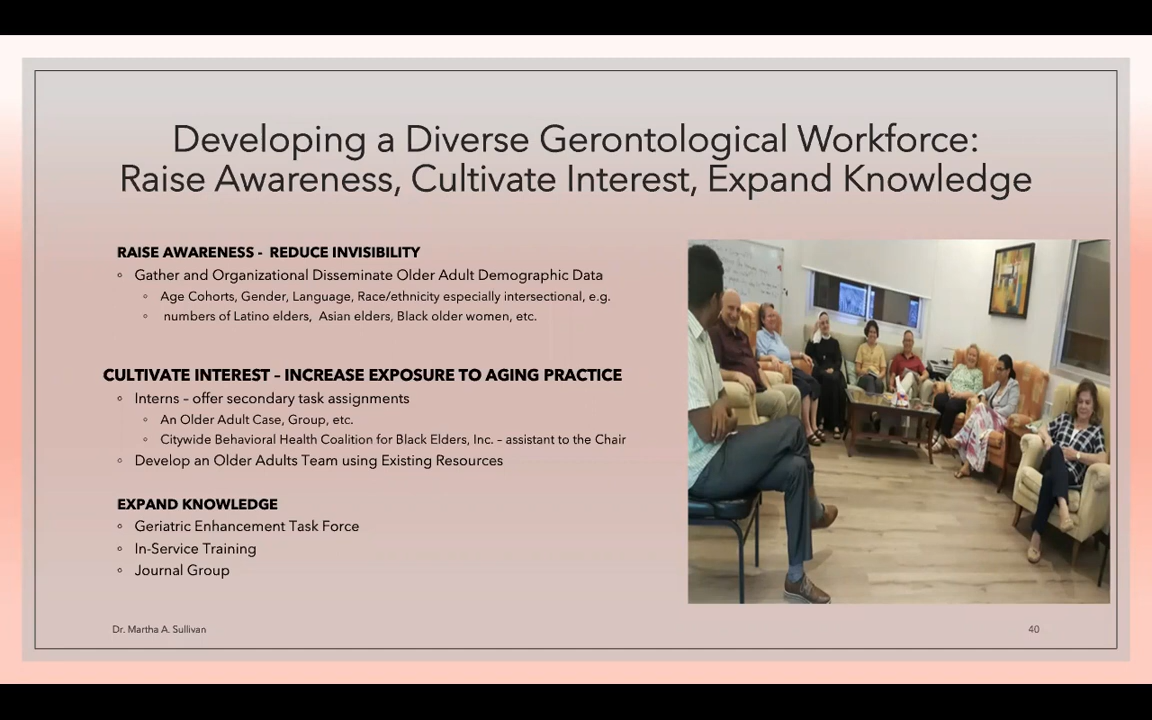 Developing a Diverse Gerontological Workforce:
Raise Awareness, Cultivate Interest, Expand Knowledge
RAISE AWARENESS - REDUCE INVISIBILITY
◦ Gather and Organizational Disseminate Older Adult Demographic Data
◦ Age Cohorts, Gender, Language, Race/ethnicity especially intersectional, e.g.
◦ numbers of Latino elders, Asian elders, Black older women, etc.
CULTIVATE INTEREST – INCREASE EXPOSURE TO AGING PRACTICE
◦ Interns – offer secondary task assignments
◦ An Older Adult Case, Group, etc.
◦ Citywide Behavioral Health Coalition for Black Elders, Inc. – assistant to the Chair
◦ Develop an Older Adults Team using Existing Resources
EXPAND KNOWLEDGE
◦ Geriatric Enhancement Task Force
◦ In-Service Training
◦ Journal Group
Dr. Martha A. Sullivan
40